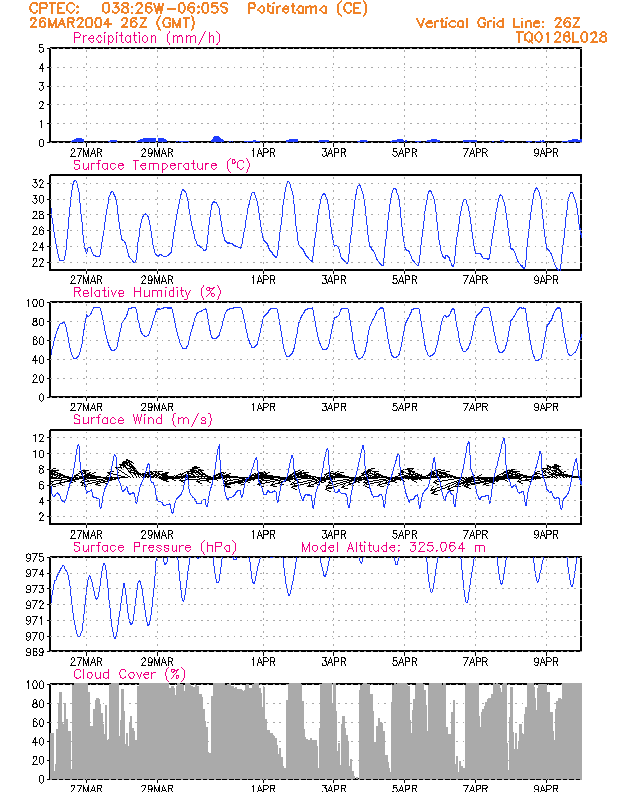 CPTEC: 038:26W-06:05S Potiretama (CE)
26MAR2004 26Z (GMT) Vertical Grid Line: 26Z
Precipitation (mm/h) TQ0126L028
5
4
3
2
1
0
27MAR 29MAR 1APR 3APR 5APR 7APR 9APR
Surface Temperature (°C)
32
30
28
26
24
22
27MAR 29MAR 1APR 3APR 5APR 7APR 9APR
Relative Humidity (%)
100
80
60
40
20
0
27MAR 29MAR 1APR 3APR 5APR 7APR 9APR
Surface Wind (m/s)
12
10
8
6
4
2
27MAR 29MAR 1APR 3APR 5APR 7APR 9APR
Surface Pressure (hPa) Model Altitude: 325.064 m
975
974
973
972
971
970
989
27MAR 29MAR 1APR 3APR 5APR 7APR 9APR
Cloud Cover (%)
100
80
60
40
20
0
27MAR 29MAR 1APR 3APR 5APR 7APR 9APR